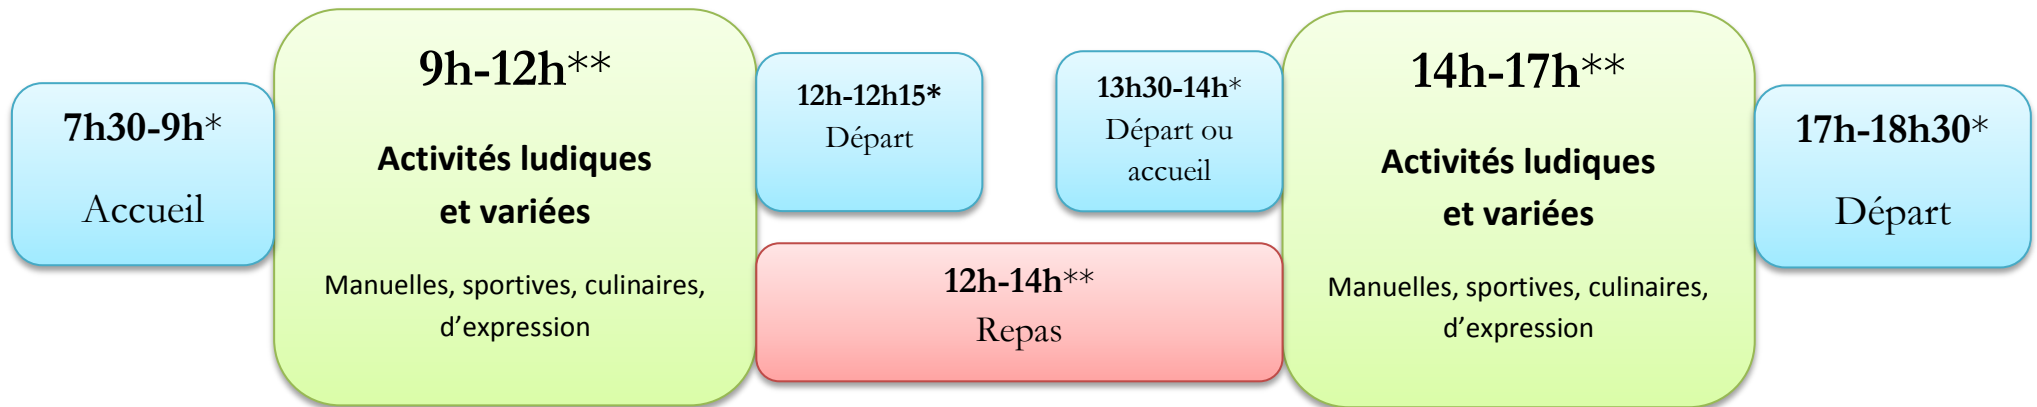 7h30-9h*
Accueil
9h-12h**
Activités ludiques
et variées
Manuelles, sportives, culinaires,
d’expression
12h-12h15*
Départ
13h30-14h*
Départ ou
accueil
12h-14h**
Repas
14h-17h**
Activités ludiques
et variées
Manuelles, sportives, culinaires,
d’expression
17h-18h30*
Départ